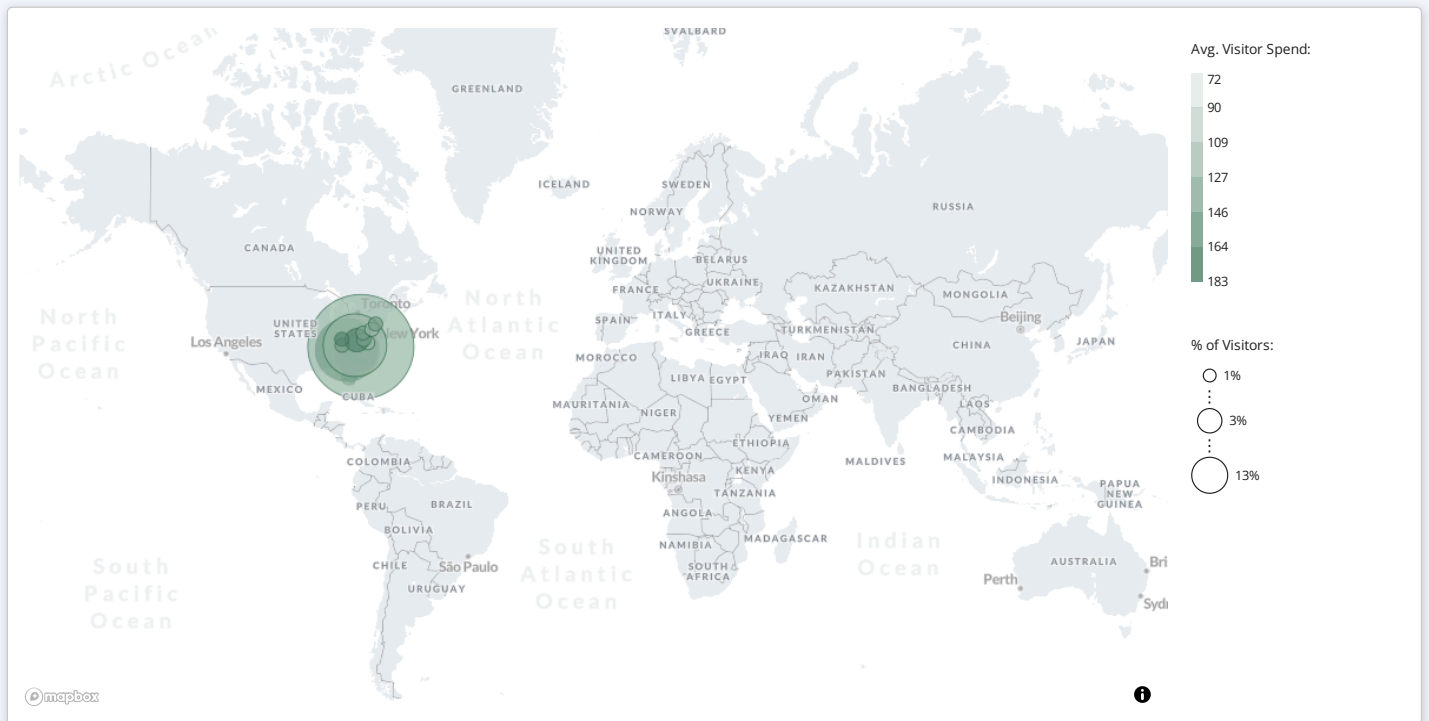 SVALBARD
Arctic Ocean
GREENLAND
ICELAND
SWEDEN
NORWAY
RUSSIA
CANADA
UNITED
KINGDOM
BELARUS
UKRAINE
FRANCE
KAZAKHSTAN
MONGOLIA
North
Pacific
Ocean
North
Atlantic
Ocean
Toronto
New York
UNITED
STATES
Los Angeles
SPAIN
ITALY
GREECE
TURKMENISTAN
Beijing
CHINA
JAPAN
MOROCCO
IRAQ
IRAN
PAKISTAN
MEXICO
CUBA
LIBYA
EGYPT
BANGLADESH
MAURITANIA
NIGER
OMAN
YEMEN
LAOS
CAMBODIA
ETHIOPIA
CAMEROON
COLOMBIA
KENYA
MALDIVES
MALAYSIA
Kinshasa
INDONESIA
TANZANIA
PAPUA
NEW
GUINEA
PERU
BRAZIL
ANGOLA
BOLIVIA
NAMIBIA
MADAGASCAR
Indian
Ocean
South
Atlantic
Ocean
South
Pacific
Ocean
CHILE
São Paulo
SOUTH
AFRICA
URUGUAY
AUSTRALIA
Perth
Bri
Sydn
mapbox
Avg. Visitor Spend:
72
90
109
127
146
164
183
% of Visitors:
1%
3%
13%